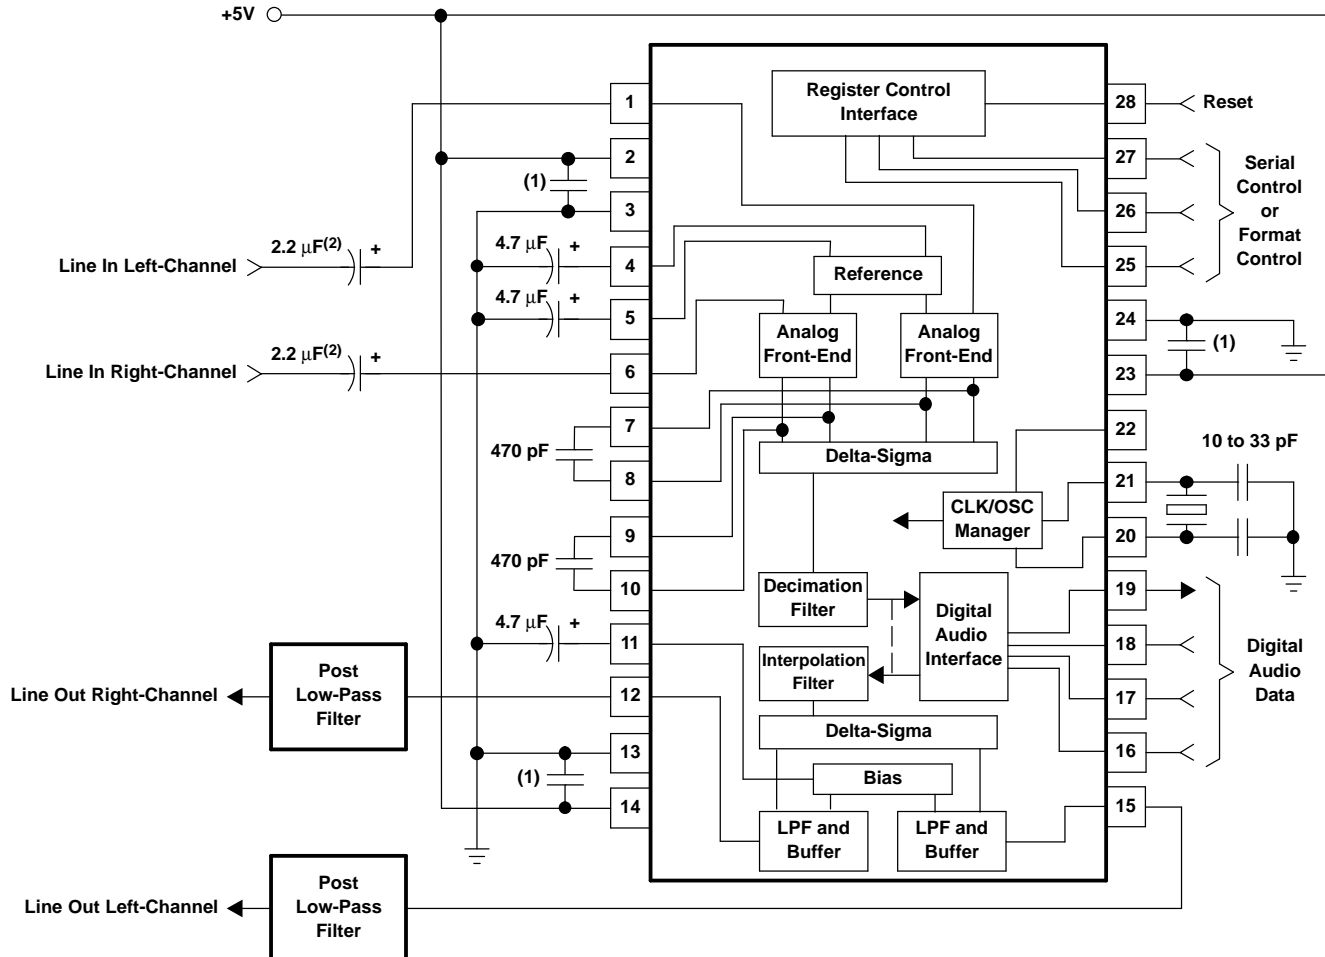 +5V
1
2
3
4
5
6
7
8
9
10
11
12
13
14
28
27
26
25
24
23
22
21
20
19
18
17
16
15
Register Control
Interface
Reset
Serial
Control
or
Format
Control
(1)
2.2 μF(2)
+
Line In Left-Channel
4.7 μF
+
4.7 μF
+
2.2 μF(2)
+
Line In Right-Channel
Reference
Analog
Front-End
Analog
Front-End
(1)
470 pF
Delta-Sigma
10 to 33 pF
CLK/OSC
Manager
470 pF
Decimation
Filter
Digital
Audio
Interface
4.7 μF
+
Interpolation
Filter
Digital
Audio
Data
Post
Low-Pass
Filter
Line Out Right-Channel
Delta-Sigma
(1)
Bias
LPF and
Buffer
LPF and
Buffer
Post
Low-Pass
Filter
Line Out Left-Channel